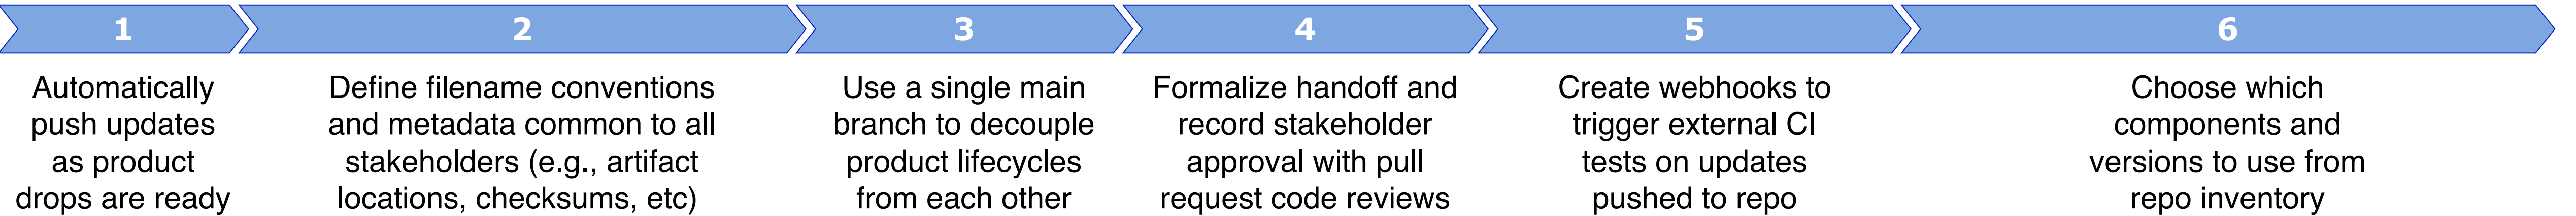 1
Automatically
push updates
as product
drops are ready
2
Define filename conventions
and metadata common to all
stakeholders (e.g., artifact
locations, checksums, etc)
3
Use a single main
branch to decouple
product lifecycles
from each other
4
Formalize handoff and
record stakeholder
approval with pull
request code reviews
5
Create webhooks to
trigger external CI
tests on updates
pushed to repo
6
Choose which
components and
versions to use from
repo inventory